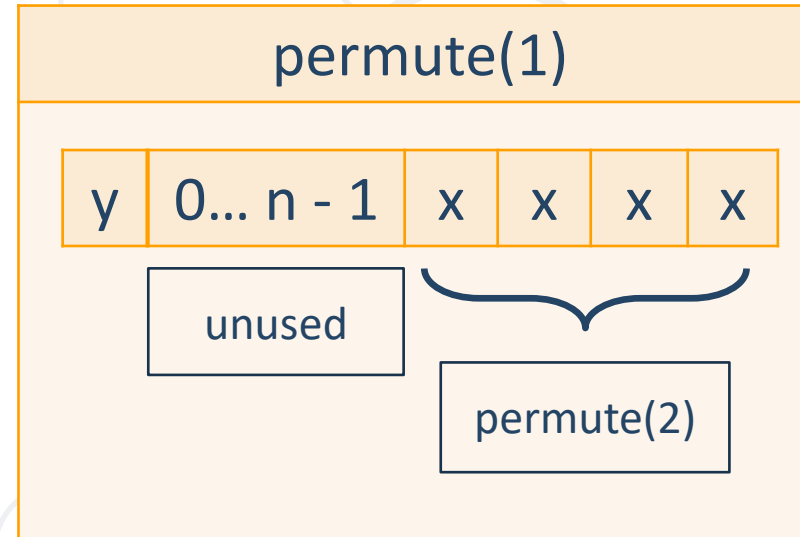 permute(1)
y 0... n - 1 x x x x
unused
permute(2)